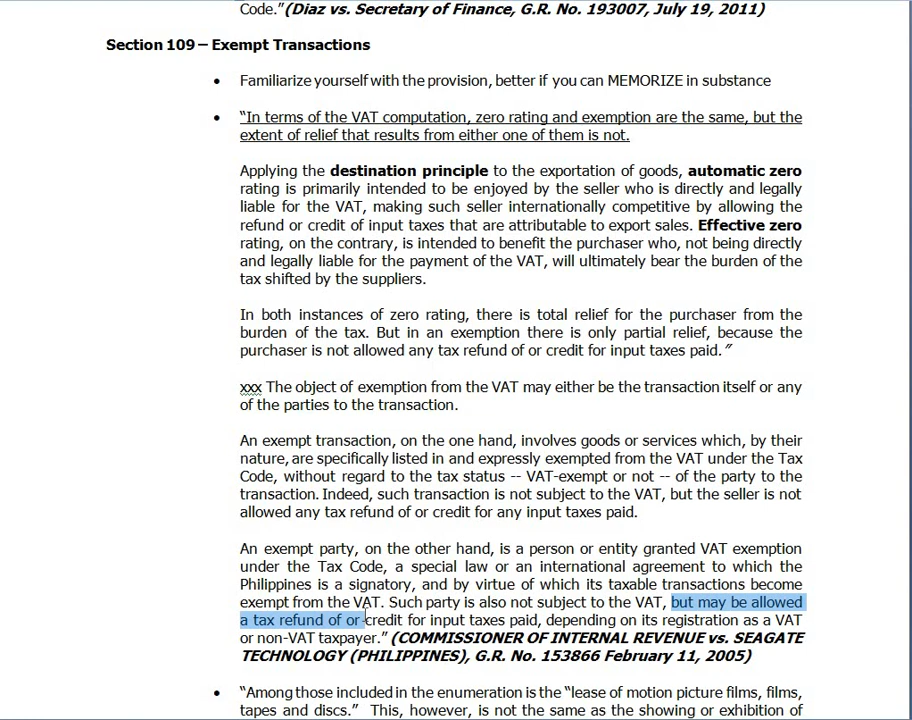 Code."(Diaz vs. Secretary of Finance, G.R. No. 193007, July 19, 2011)
Section 109 – Exempt Transactions
• Familiarize yourself with the provision, better if you can MEMORIZE in substance
• "In terms of the VAT computation, zero rating and exemption are the same, but the
extent of relief that results from either one of them is not.
Applying the destination principle to the exportation of goods, automatic zero
rating is primarily intended to be enjoyed by the seller who is directly and legally
liable for the VAT, making such seller internationally competitive by allowing the
refund or credit of input taxes that are attributable to export sales. Effective zero
rating, on the contrary, is intended to benefit the purchaser who, not being directly
and legally liable for the payment of the VAT, will ultimately bear the burden of the
tax shifted by the suppliers.
In both instances of zero rating, there is total relief for the purchaser from the
burden of the tax. But in an exemption there is only partial relief, because the
purchaser is not allowed any tax refund of or credit for input taxes paid."
xxx The object of exemption from the VAT may either be the transaction itself or any
of the parties to the transaction.
An exempt transaction, on the one hand, involves goods or services which, by their
nature, are specifically listed in and expressly exempted from the VAT under the Tax
Code, without regard to the tax status -- VAT-exempt or not -- of the party to the
transaction. Indeed, such transaction is not subject to the VAT, but the seller is not
allowed any tax refund of or credit for any input taxes paid.
An exempt party, on the other hand, is a person or entity granted VAT exemption
under the Tax Code, a special law or an international agreement to which the
Philippines is a signatory, and by virtue of which its taxable transactions become
exempt from the VAT. Such party is also not subject to the VAT, but may be allowed
a tax refund of or credit for input taxes paid, depending on its registration as a VAT
or non-VAT taxpayer." (COMMISSIONER OF INTERNAL REVENUE vs. SEAGATE
TECHNOLOGY (PHILIPPINES), G.R. No. 153866 February 11, 2005)
• "Among those included in the enumeration is the "lease of motion picture films, films,
tapes and discs." This, however, is not the same as the showing or exhibition of